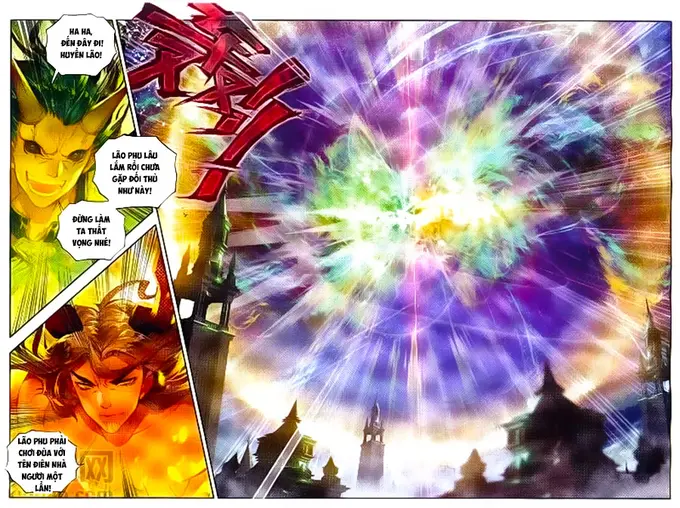 HA HA,
ĐẾN ĐÂY ĐI!
HUYỀN LÃO!
LÃO PHU LÂU
LẮM RỒI CHƯA
GẶP ĐỐI THỦ
NHƯ NÀY!
ĐỪNG LÀM
TA THẤT
VỌNG NHÉ!
LÃO PHU PHẢI
CHƠI ĐÙA VỚI
TÊN ĐIÊN NHÀ
NGƯƠI MỘT
LẦN!